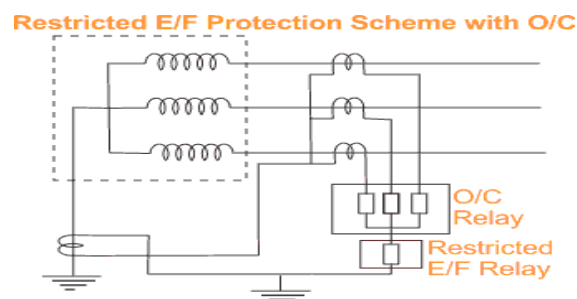 Restricted E/F Protection Scheme with O/C
O/C
Relay
Restricted
E/F Relay